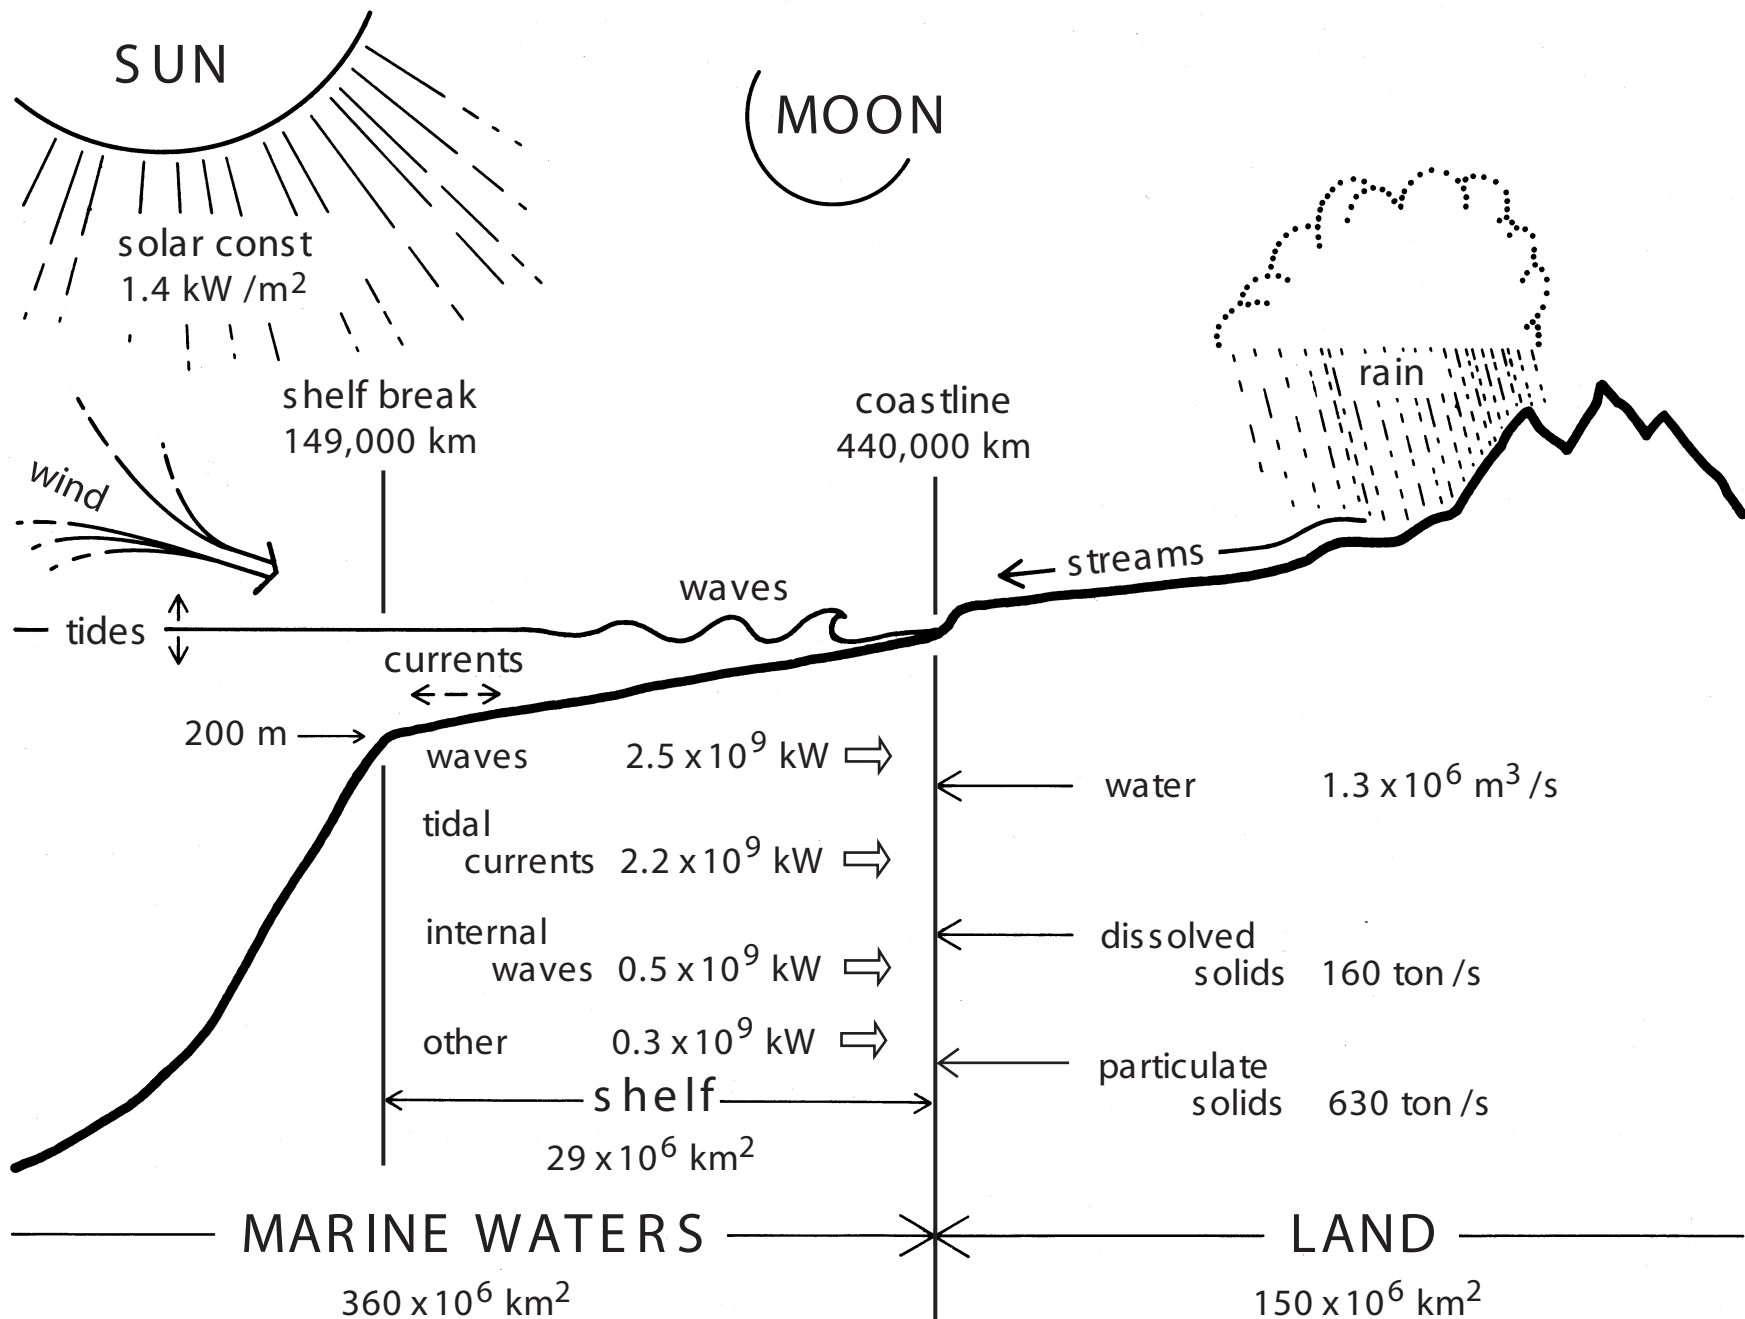 SUN
MOON
solar const
1.4 kW /m²
rain
shelf break
149,000 km
coastline
440,000 km
wind
streams
waves
tides
currents
200 m
waves 2.5 x 10⁹ kW
water 1.3 x 10⁶ m³ /s
tidal
currents 2.2 x 10⁹ kW
internal
waves 0.5 x 10⁹ kW
dissolved
solids 160 ton /s
other 0.3 x 10⁹ kW
particulate
solids 630 ton /s
shelf
29 x 10⁶ km²
MARINE WATERS
360 x 10⁶ km²
LAND
150 x 10⁶ km²